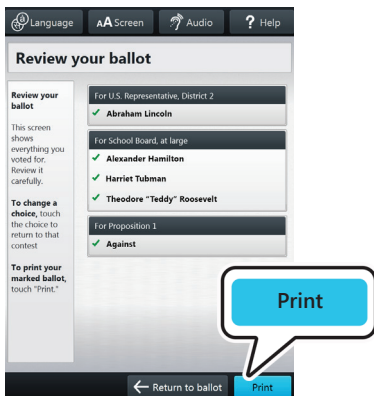 Language AA Screen Audio ? Help
Review your ballot
Review your
ballot
This screen
shows
everything you
voted for.
Review it
carefully.
To change a
choice, touch
the choice to
return to that
contest
To print your
marked ballot,
touch "Print."
For U.S. Representative, District 2
Abraham Lincoln
For School Board, at large
Alexander Hamilton
Harriet Tubman
Theodore "Teddy" Roosevelt
For Proposition 1
Against
Print
Return to ballot Print